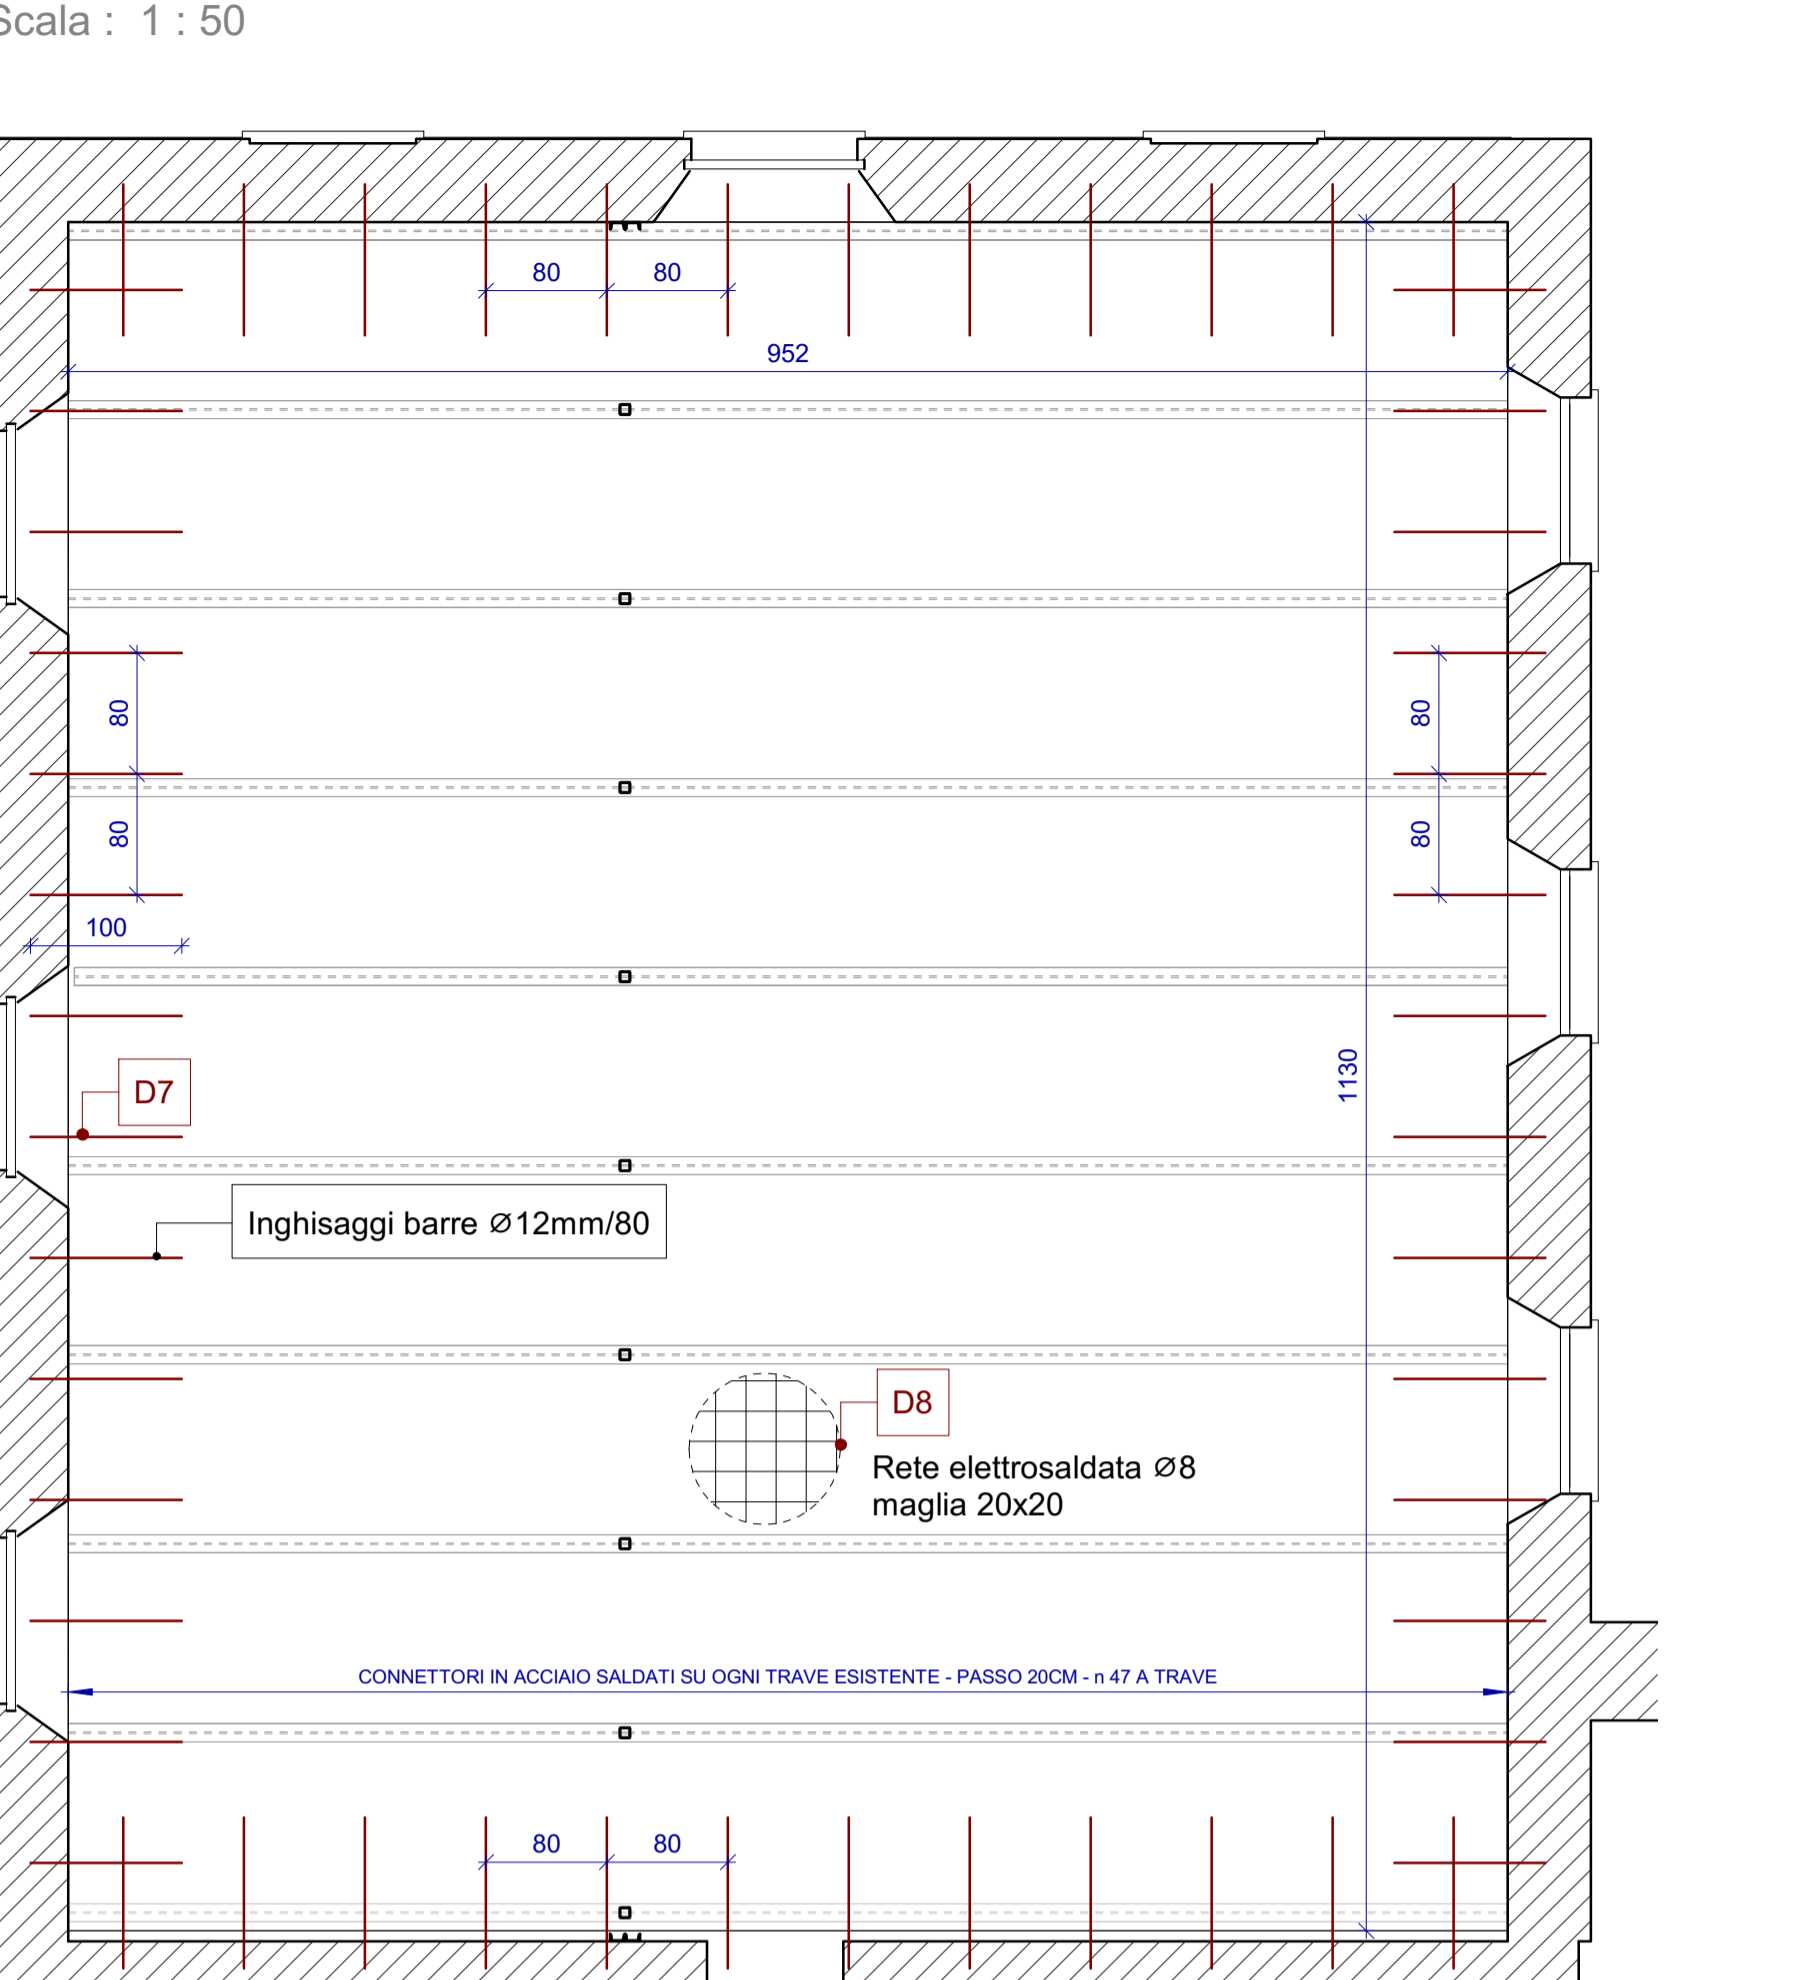 Scala : 1 : 50
80
80
952
80
80
80
80
100
1130
D7
Inghisaggi barre ∅12mm/80
D8
Rete elettrosaldata ∅8
maglia 20x20
CONNETTORI IN ACCIAIO SALDATI SU OGNI TRAVE ESISTENTE - PASSO 20CM - n 47 A TRAVE
80
80